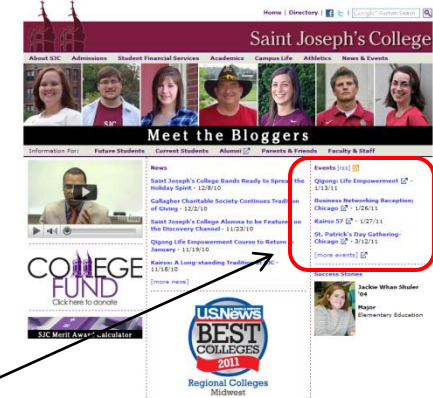 Home | Directory |
Google™ Custom Search
Saint Joseph's College
About SJC Admissions Student Financial Services Academics Campus Life Athletics News & Events
SJC
Meet the Bloggers
Information For: Future Students Current Students Alumni Parents & Friends Faculty & Staff
News
Saint Joseph's College Bands Ready to Spread the
Holiday Spirit - 12/8/10
Gallagher Charitable Society Continues Tradition
of Giving - 12/2/10
Saint Joseph's College Alumna to be Featured on
the Discovery Channel - 11/23/10
Qigong Life Empowerment Course to Return in
January - 11/19/10
Kairos: A Long-standing Tradition at SJC -
11/18/10
[more news]
Events [rss]
Qigong Life Empowerment -
1/13/11
Business Networking Reception;
Chicago - 1/26/11
Kairos 57 - 1/27/11
St. Patrick's Day Gathering-
Chicago - 3/12/11
[more events]
Success Stories
Jackie Whan Shuler
'04
Major
Elementary Education
COLLEGE
FUND
Click here to donate
SJC Merit Award Calculator
U.S.News
BEST
COLLEGES
2011
Regional Colleges
Midwest